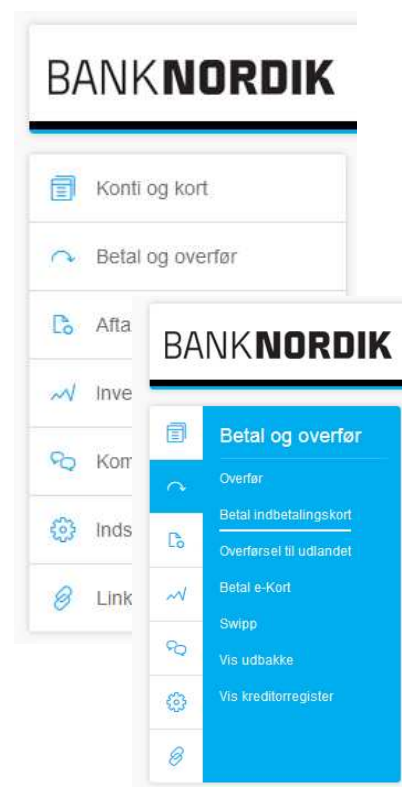 BANKNORDIK
Konti og kort
Betal og overfør
Afta
Inve
Kom
Inds
Link
BANKNORDIK
Betal og overfør
Overfør
Betal indbetalingskort
Overførsel til udlandet
Betal e-Kort
Swipp
Vis udbakke
Vis kreditorregister